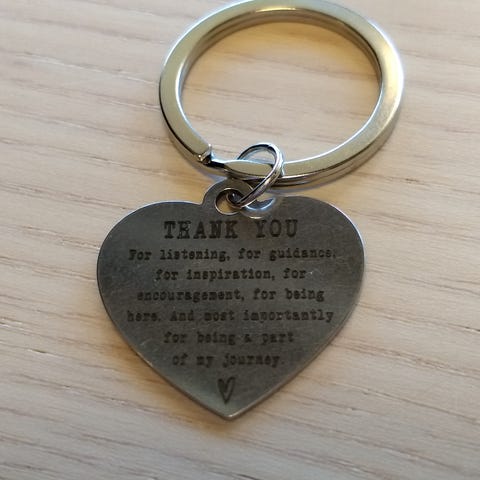 THANK YOU
For listening, for guidance,
for inspiration, for
encouragement, for being
here. And most importantly
for being a part
of my journey.